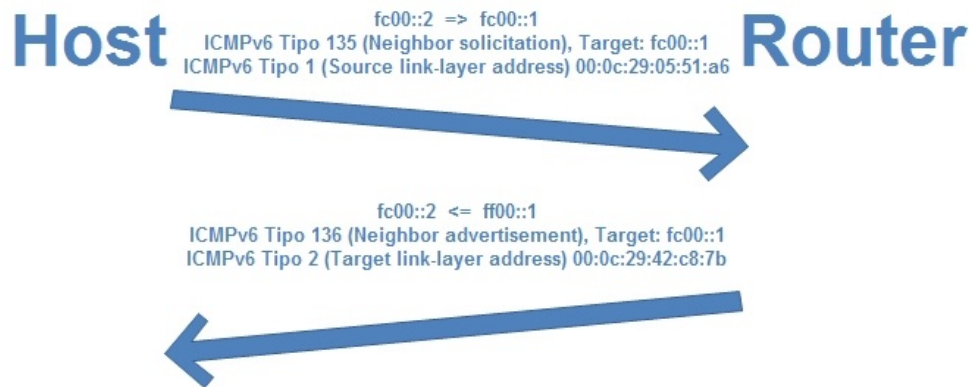 Host
fc00::2 => fc00::1
ICMPv6 Tipo 135 (Neighbor solicitation), Target: fc00::1
ICMPv6 Tipo 1 (Source link-layer address) 00:0c:29:05:51:a6
Router
fc00::2 <= ff00::1
ICMPv6 Tipo 136 (Neighbor advertisement), Target: fc00::1
ICMPv6 Tipo 2 (Target link-layer address) 00:0c:29:42:c8:7b